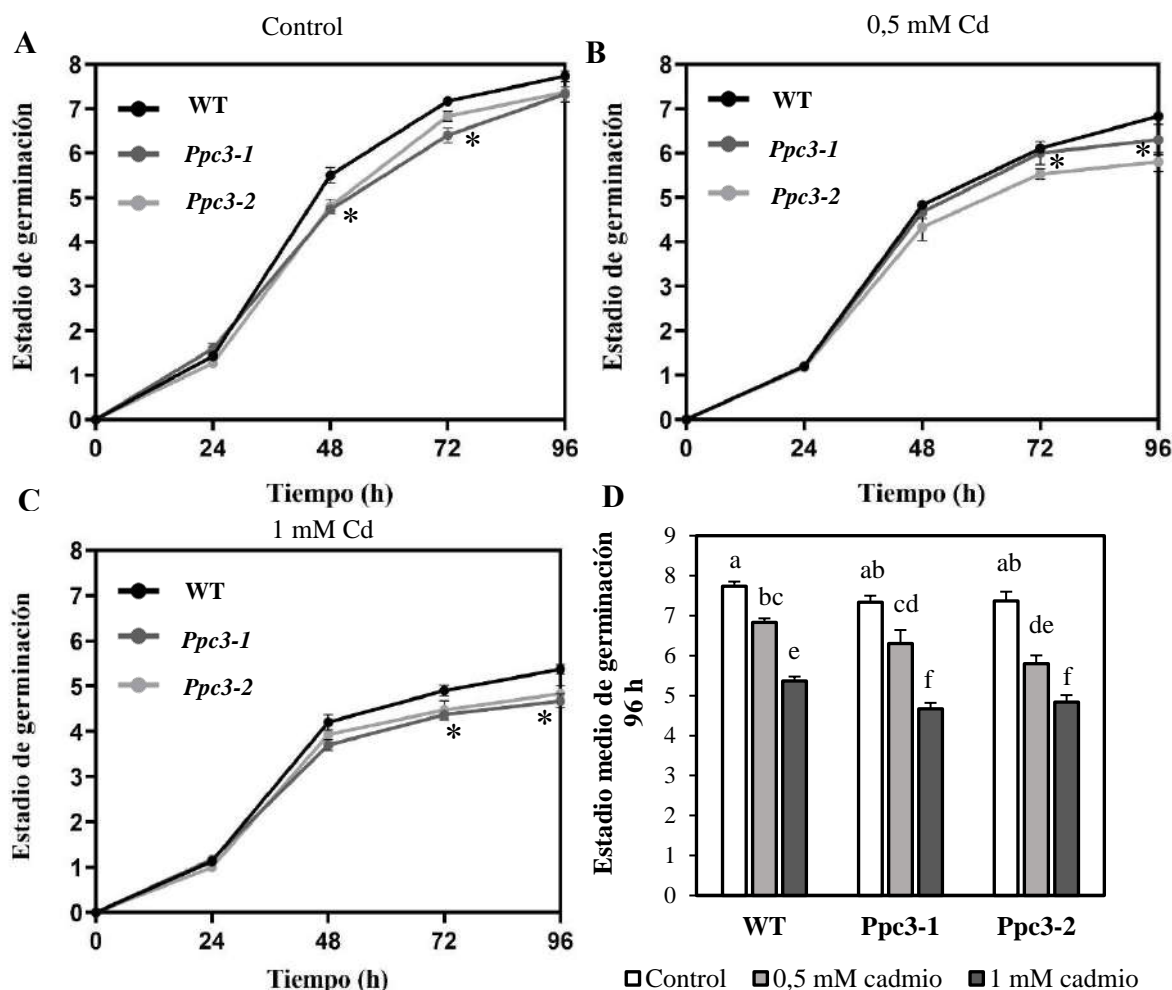 A
Control
Estadio de germinación
8
7
6
5
4
3
2
1
0
WT
Ppc3-1
Ppc3-2
*
*
0
24
48
72
96
Tiempo (h)
B
0,5 mM Cd
Estadio de germinación
8
7
6
5
4
3
2
1
0
WT
Ppc3-1
Ppc3-2
*
*
0
24
48
72
96
Tiempo (h)
C
1 mM Cd
Estadio de germinación
8
7
6
5
4
3
2
1
0
WT
Ppc3-1
Ppc3-2
*
*
0
24
48
72
96
Tiempo (h)
D
Estadio medio de germinación
96 h
9
8
7
6
5
4
3
2
1
0
a
bc
e
ab
cd
f
ab
de
f
WT
Ppc3-1
Ppc3-2
Control
0,5 mM cadmio
1 mM cadmio